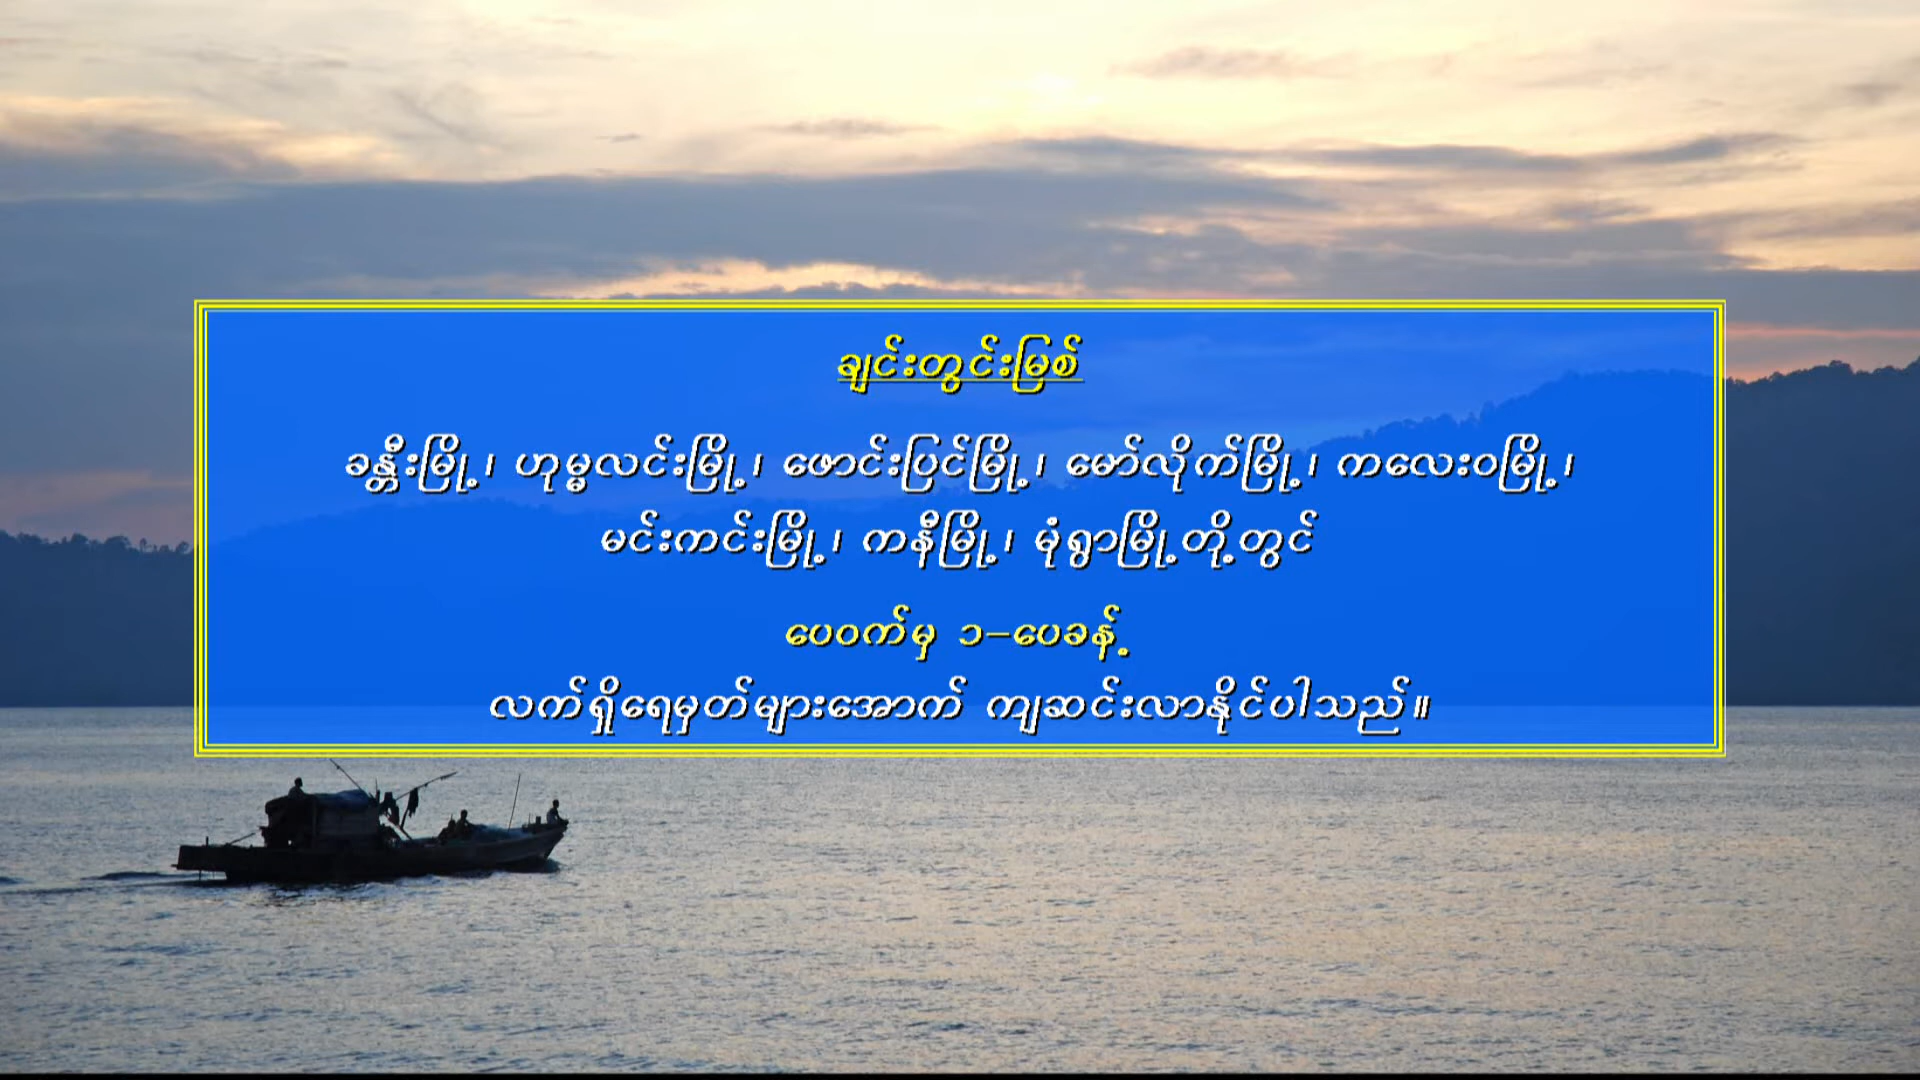 ချင်းတွင်းမြစ်
ခန္တီးမြို့၊ ဟုမ္မလင်းမြို့၊ ဖောင်းပြင်မြို့၊ မော်လိုက်မြို့၊ ကလေးဝမြို့၊
မင်းကင်းမြို့၊ ကနီမြို့၊ မုံရွာမြို့တို့တွင်
ပေဝက်မှ ၁-ပေခန့်
လက်ရှိရေမှတ်များအောက် ကျဆင်းလာနိုင်ပါသည်။